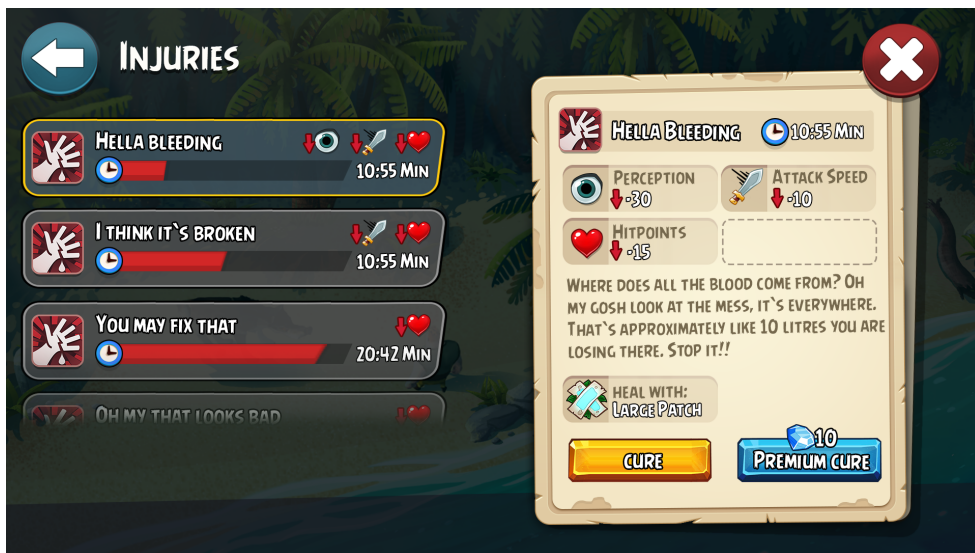 Injuries
Hella bleeding
10:55 Min
I think it`s broken
10:55 Min
You may fix that
20:42 Min
Oh my that looks bad
Hella Bleeding
10:55 Min
Perception
-30
Attack Speed
-10
Hitpoints
-15
Where does all the blood come from? Oh
my gosh look at the mess, it`s everywhere.
That`s approximately like 10 litres you are
losing there. Stop it!!
heal with:
Large Patch
cure
10
Premium cure